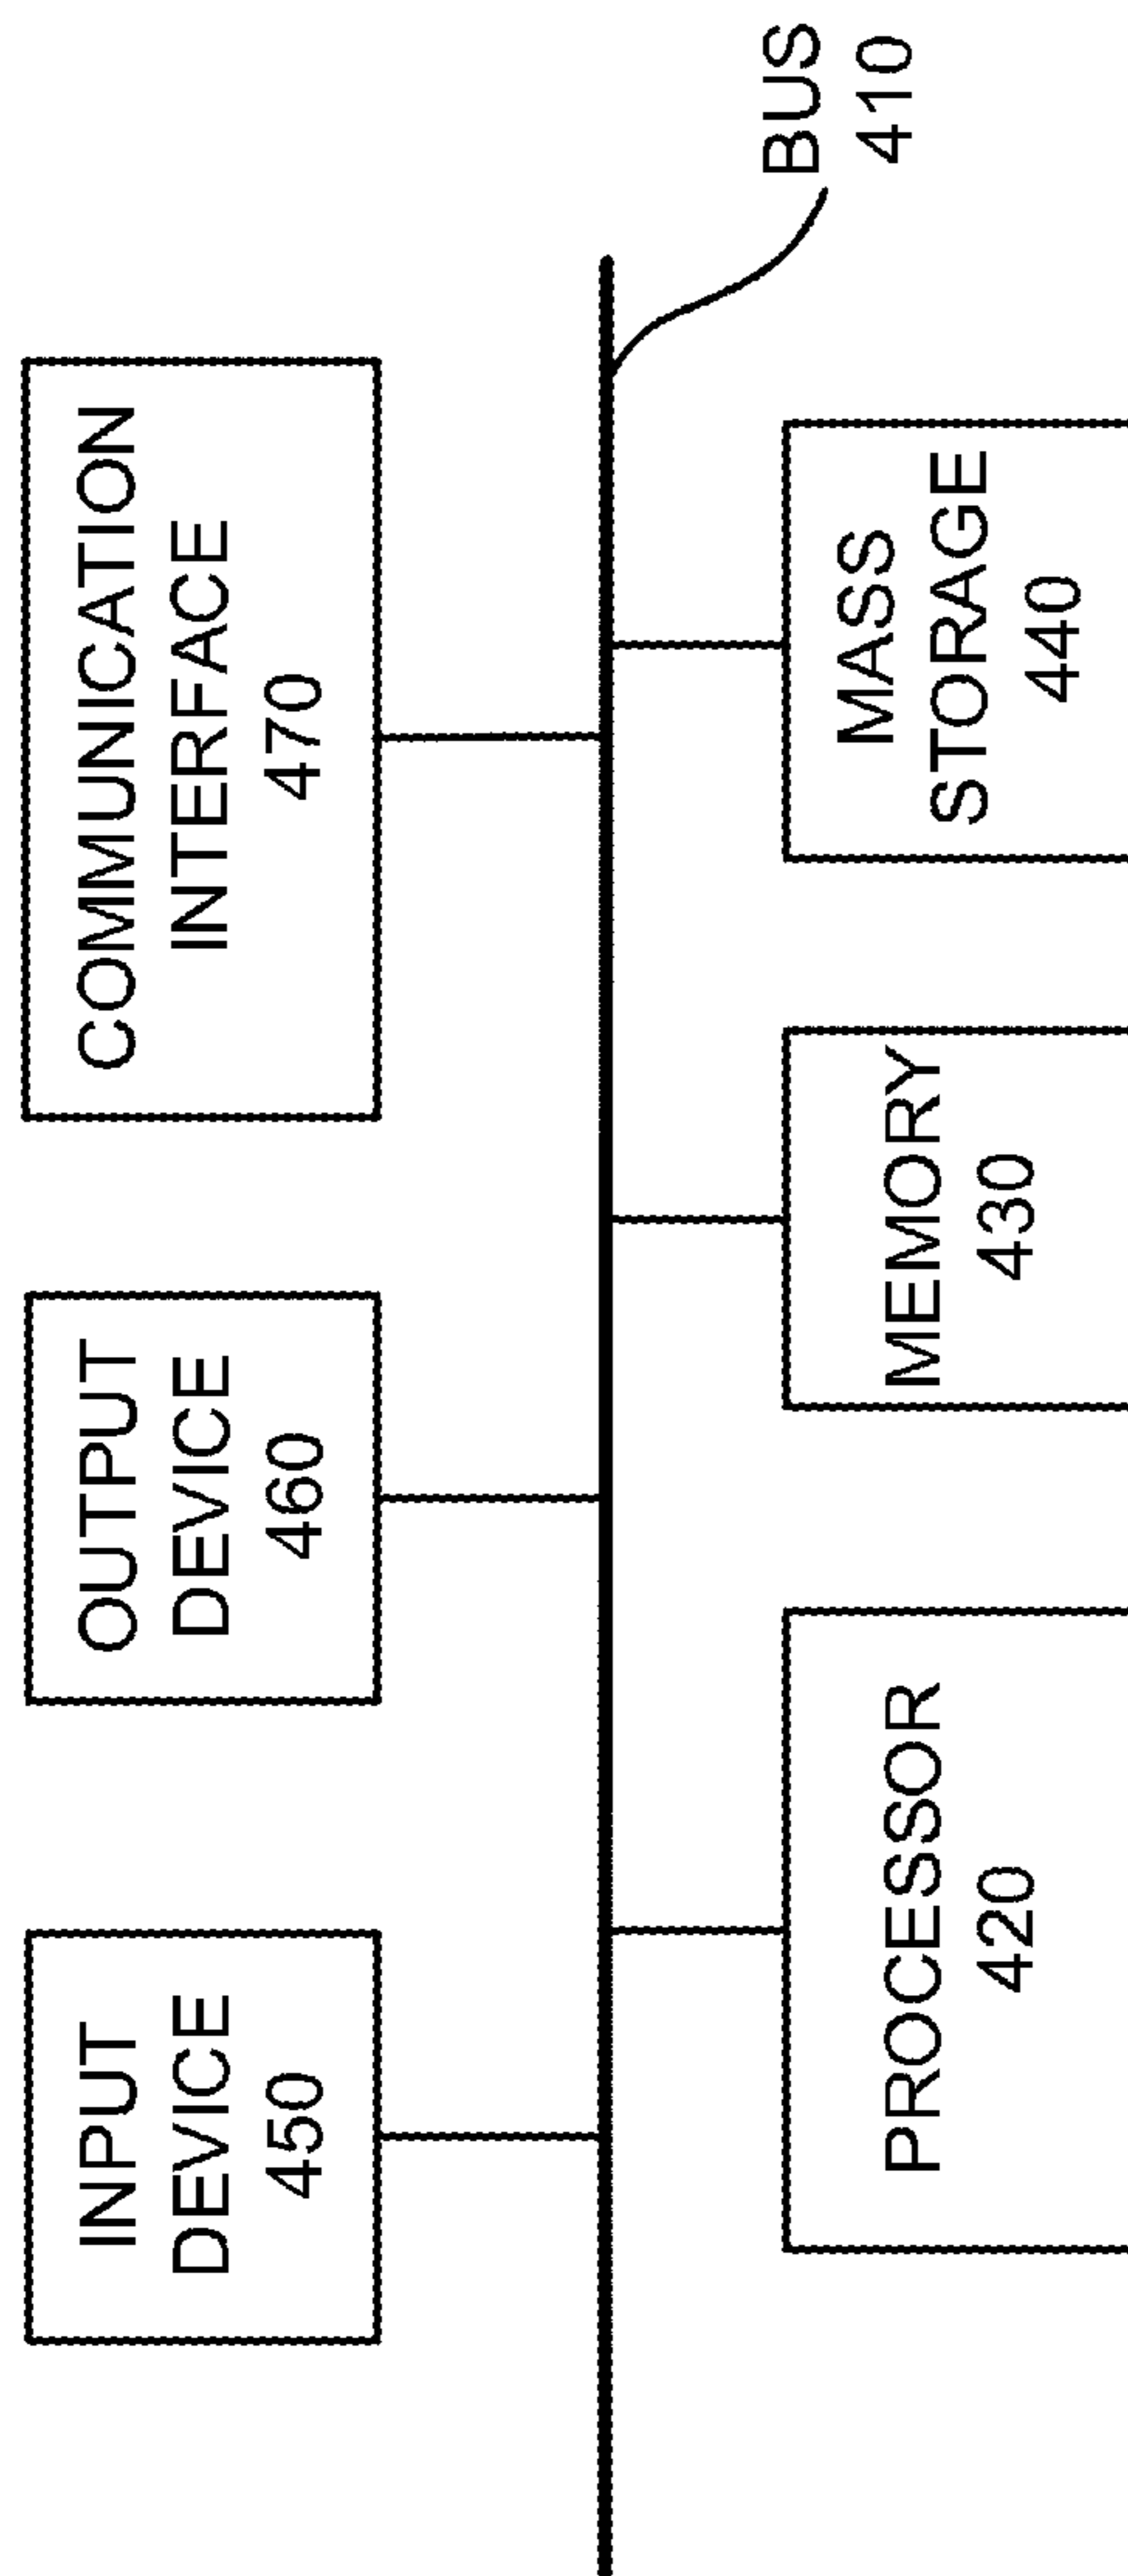 INPUT
DEVICE
450
OUTPUT
DEVICE
460
COMMUNICATION
INTERFACE
470
BUS
410
PROCESSOR
420
MEMORY
430
MASS
STORAGE
440